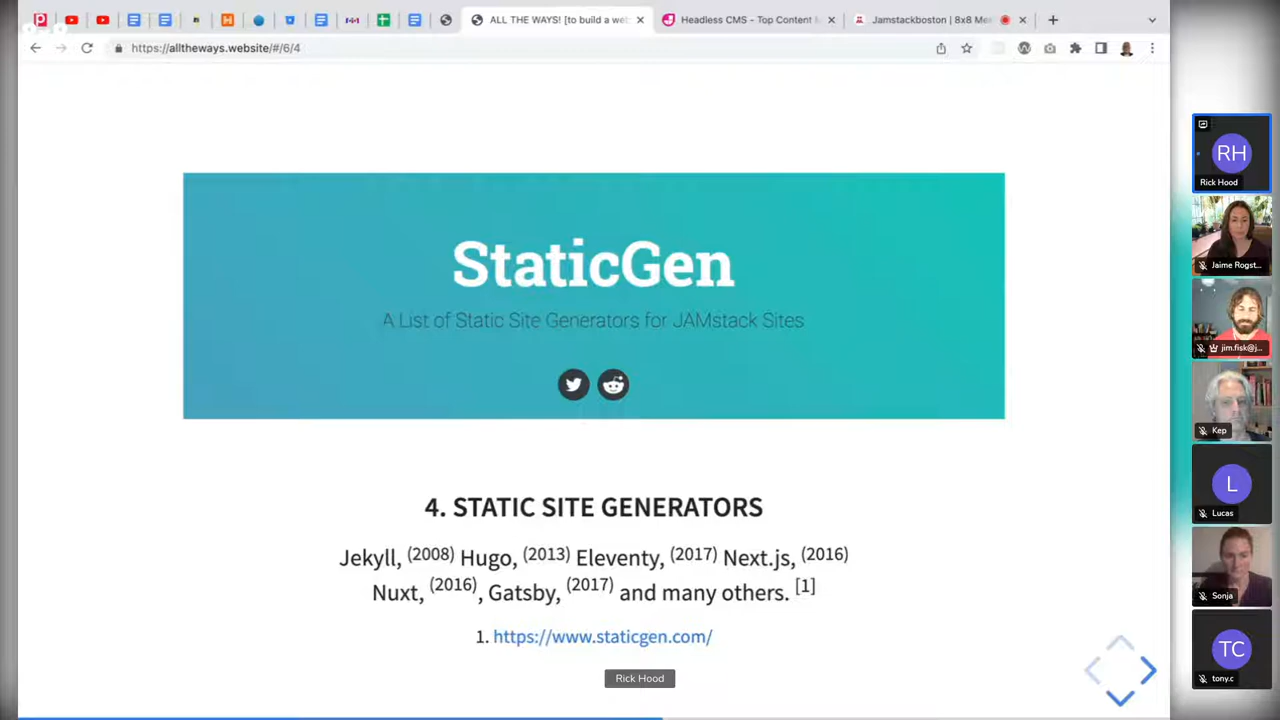 ALL THE WAYS! [to build a web
Headless CMS - Top Content M
Jamstackboston | 8x8 Mee
https://alltheways.website/#/6/4
StaticGen
A List of Static Site Generators for JAMstack Sites
4. STATIC SITE GENERATORS
Jekyll, (2008) Hugo, (2013) Eleventy, (2017) Next.js, (2016)
Nuxt, (2016), Gatsby, (2017) and many others. [1]
1. https://www.staticgen.com/
Rick Hood
RH
Rick Hood
Jaime Rogst...
jim.fisk@j...
Kep
L
Lucas
Sonja
TC
tony.c